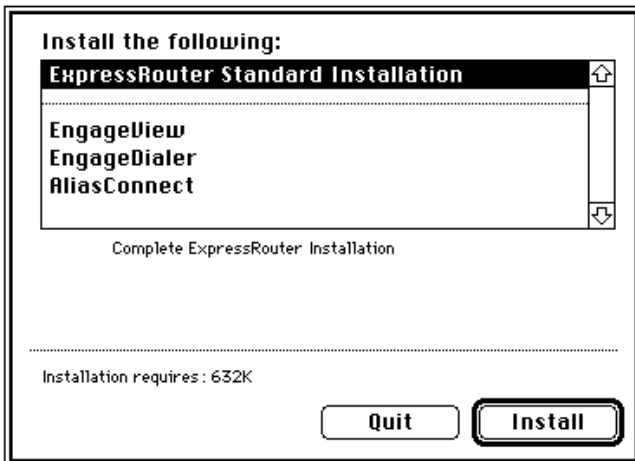 Install the following:
ExpressRouter Standard Installation
EngageView
EngageDialer
AliasConnect
Complete ExpressRouter Installation
Installation requires : 632K
Quit
Install